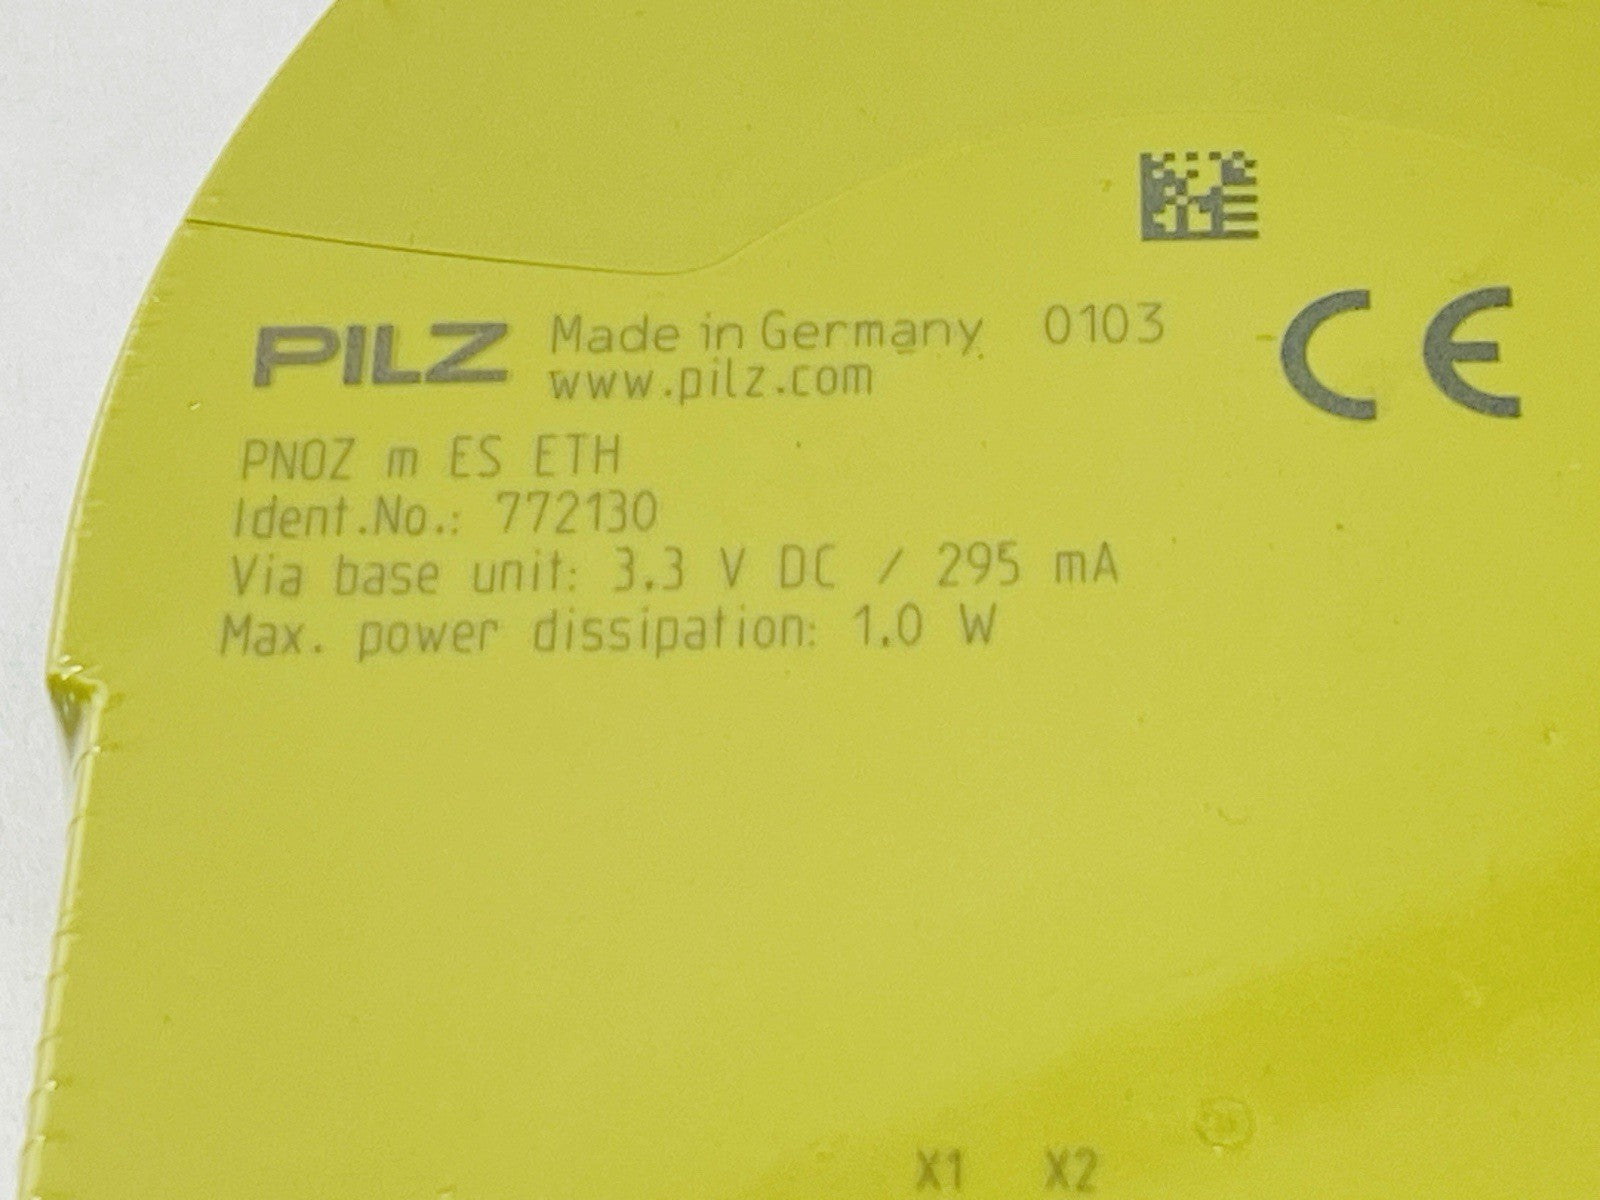 PILZ Made in Germany 0103 CE
www.pilz.com
PNOZ m ES ETH
Ident.No.: 772130
Via base unit: 3.3 V DC / 295 mA
Max. power dissipation: 1.0 W
X1 X2